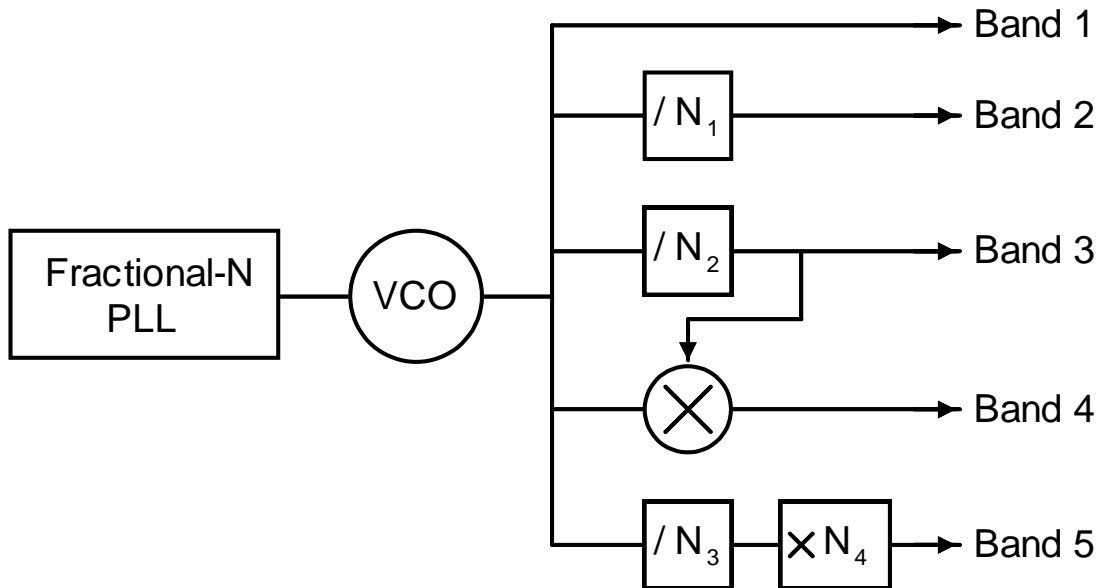 Band 1
/ N₁
Band 2
/ N₂
Band 3
Fractional-N
PLL
VCO
Band 4
/ N₃
× N₄
Band 5